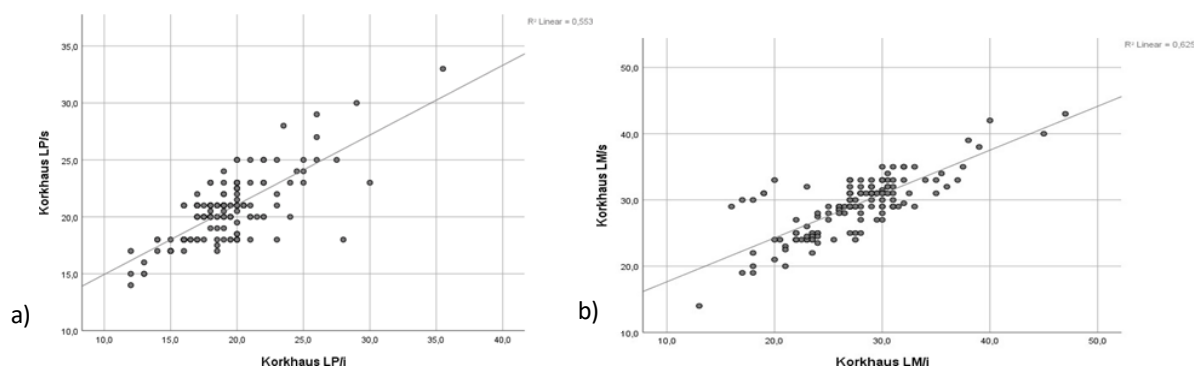 R² Linear = 0,553
35,0
30,0
25,0
20,0
15,0
10,0
Korkhaus LP/s
10,0 15,0 20,0 25,0 30,0 35,0 40,0
Korkhaus LP/i
a)
R² Linear = 0,625
50,0
40,0
30,0
20,0
10,0
Korkhaus LM/s
10,0 20,0 30,0 40,0 50,0
Korkhaus LM/i
b)